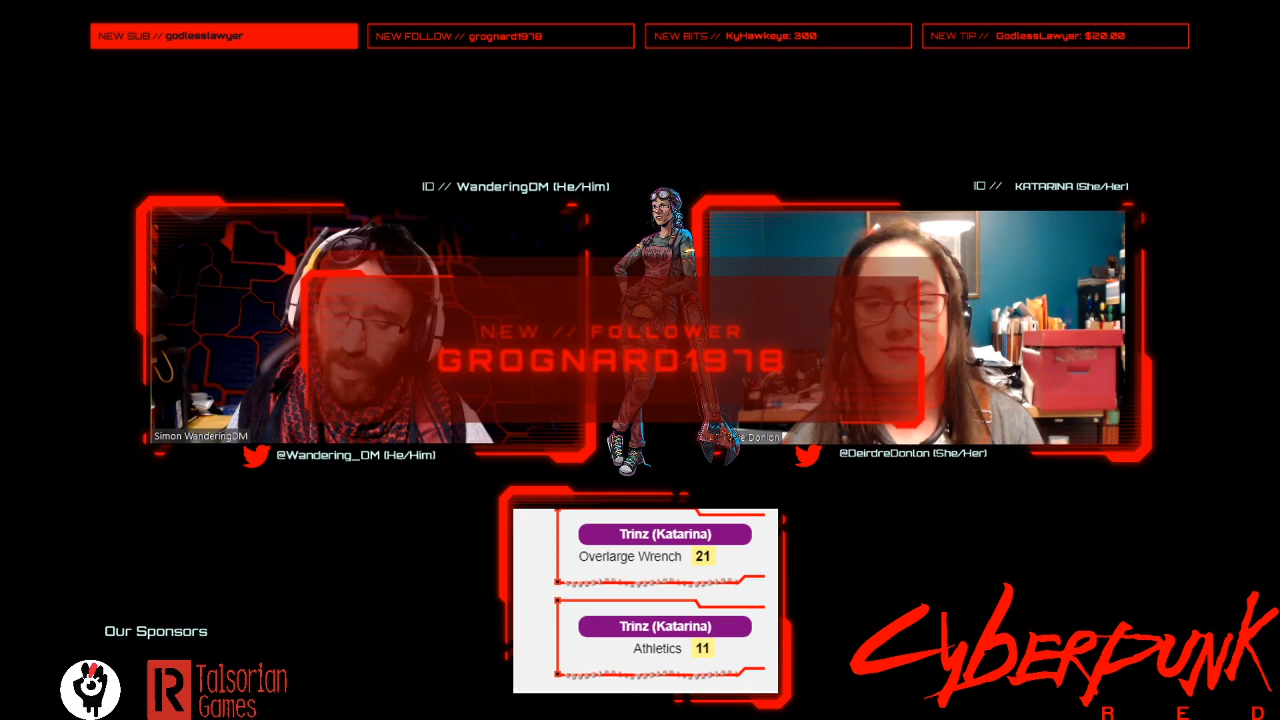 NEW SUB // godlesslawyer
NEW FOLLOW // grognard1978
NEW BITS // KyHawkeye: 300
NEW TIP // GodlessLawyer: $20.00
ID // WanderingDM (He/Him)
ID // KATARINA (She/Her)
NEW // FOLLOWER
GROGNARD1978
Simon WanderingDM
e Donlon
@Wandering_DM (He/Him)
@DeirdreDonlon (She/Her)
Trinz (Katarina)
Overlarge Wrench 21
Trinz (Katarina)
Athletics 11
Our Sponsors
R Talsorian
Games
Cyberpunk
RED